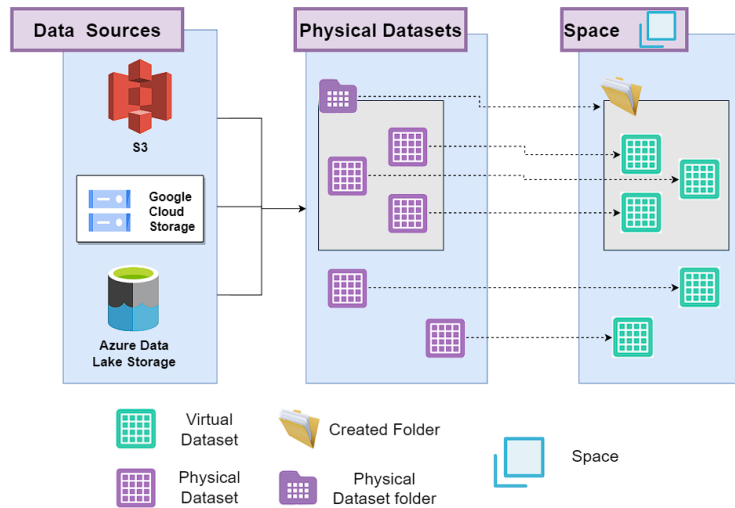 Data Sources
Physical Datasets
Space
S3
Google
Cloud
Storage
Azure Data
Lake Storage
Virtual
Dataset
Created Folder
Space
Physical
Dataset
Physical
Dataset folder